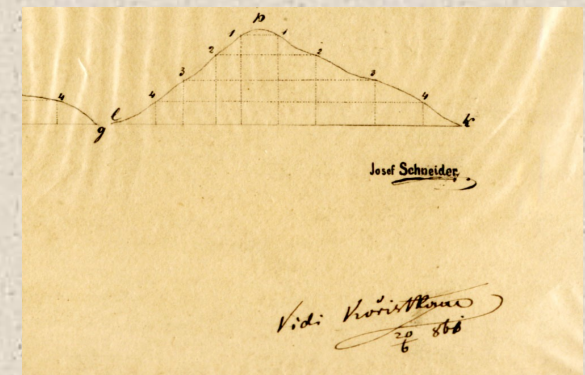 h
1 1
2 2
3 3
4 4 4
g l k
Josef Schneider.
Vidi Kořistka
20/6 866